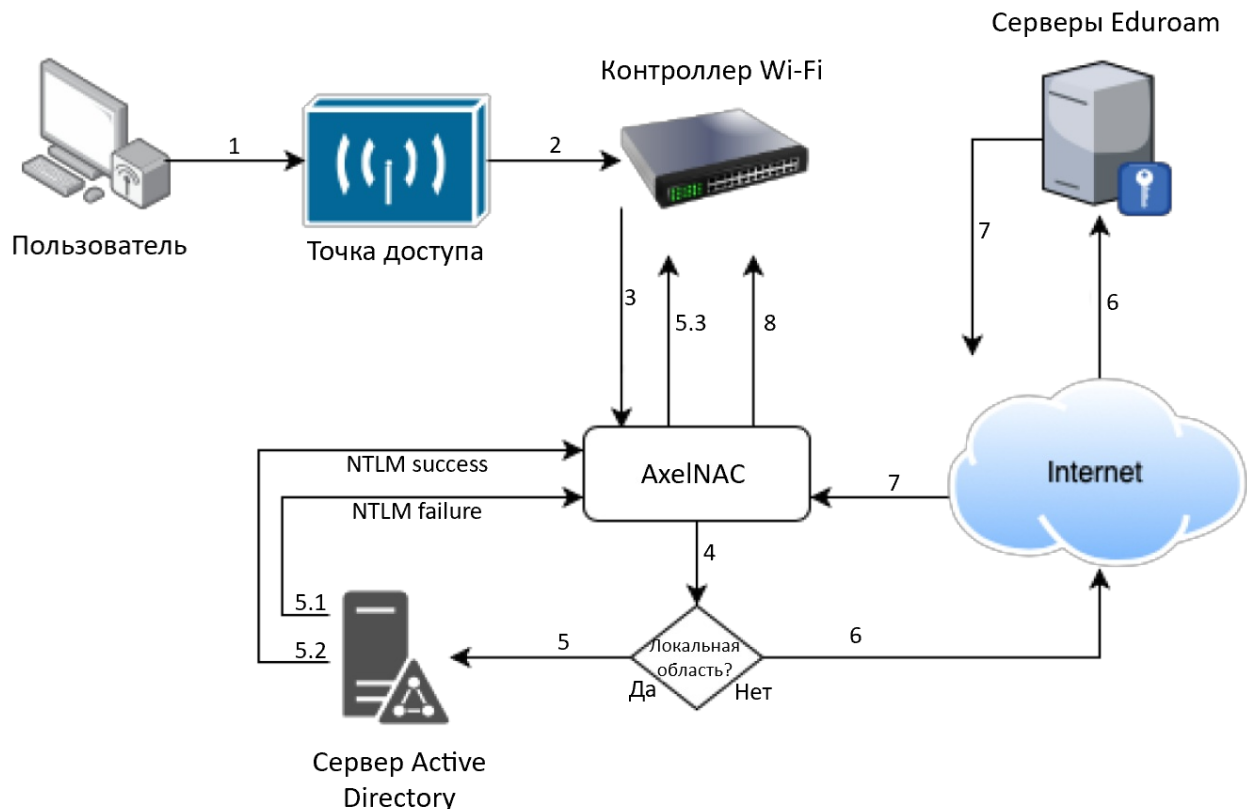 Серверы Eduroam
Контроллер Wi-Fi
1
2
Пользователь
Точка доступа
7
3
5.3
8
6
NTLM success
AxelNAC
Internet
7
NTLM failure
4
5.1
5.2
5
Локальная
область?
6
Да
Нет
Сервер Active
Directory